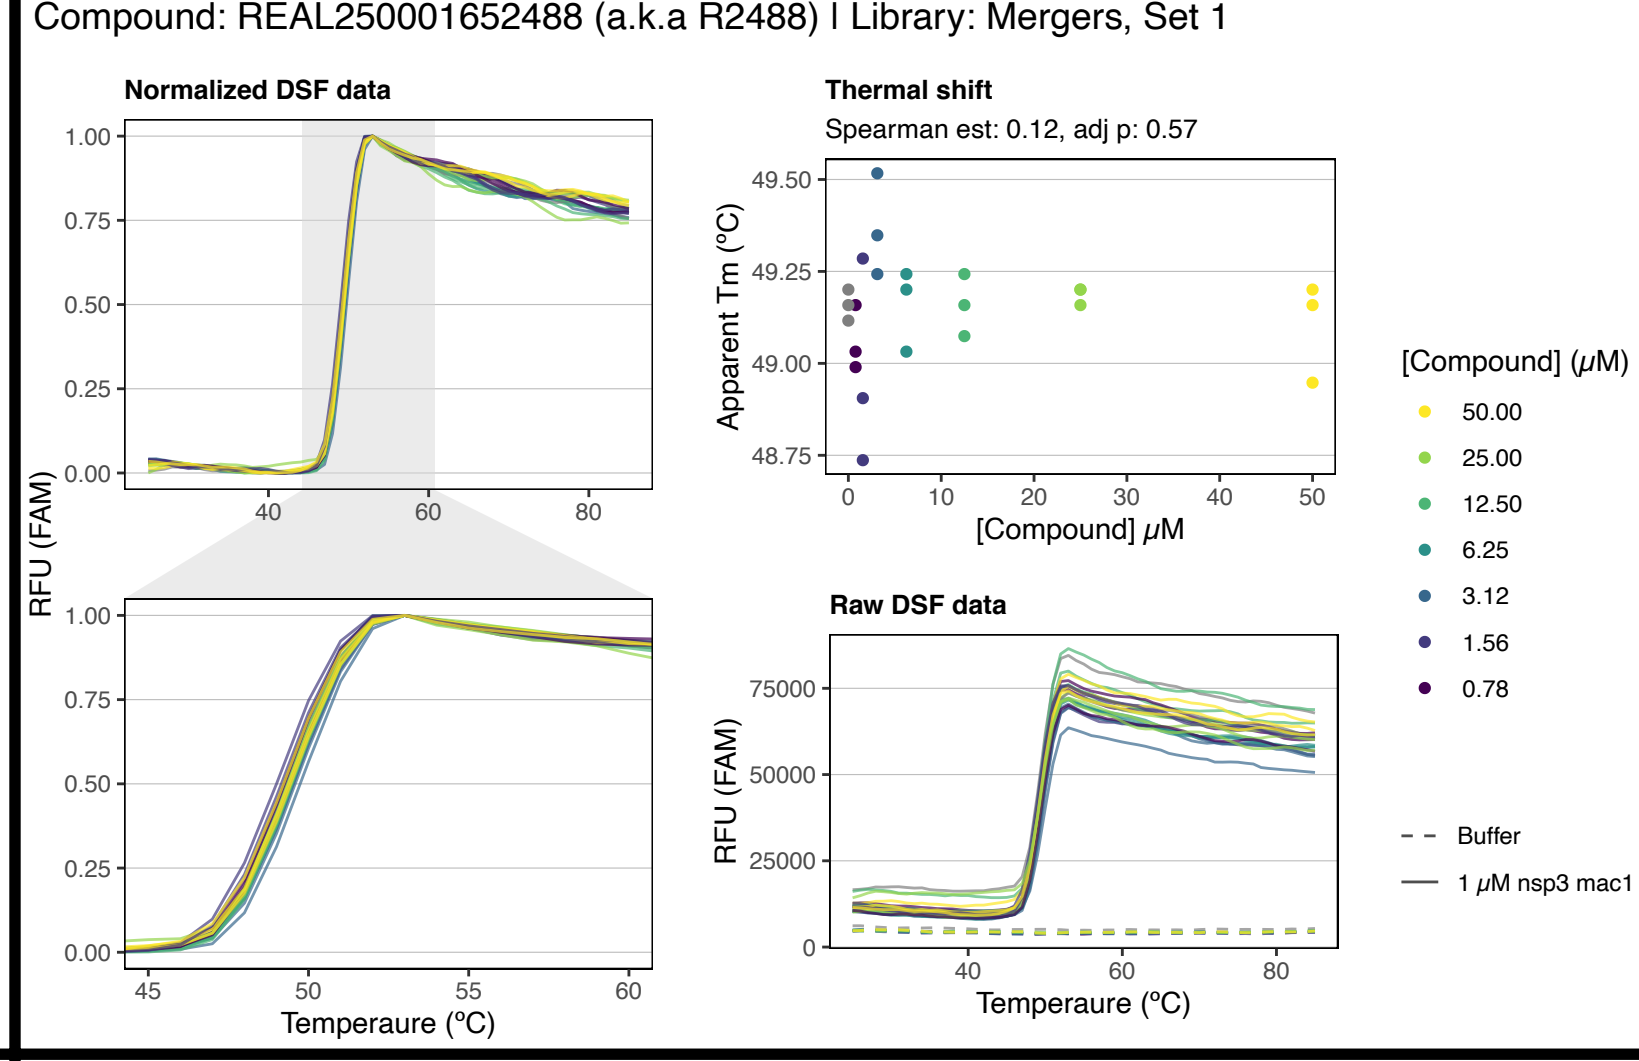 Compound: REAL250001652488 (a.k.a R2488) | Library: Mergers, Set 1
Normalized DSF data
1.00
0.75
0.50
0.25
0.00
40 60 80
RFU (FAM)
1.00
0.75
0.50
0.25
0.00
45 50 55 60
Temperaure (ºC)
Thermal shift
Spearman est: 0.12, adj p: 0.57
Apparent Tm (ºC)
49.50
49.25
49.00
48.75
0 10 20 30 40 50
[Compound] µM
Raw DSF data
RFU (FAM)
75000
50000
25000
0
40 60 80
Temperaure (ºC)
[Compound] (µM)
50.00
25.00
12.50
6.25
3.12
1.56
0.78
Buffer
1 µM nsp3 mac1